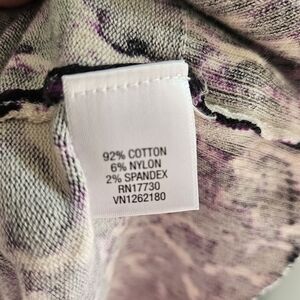 92% COTTON
6% NYLON
2% SPANDEX
RN17730
VN1262180